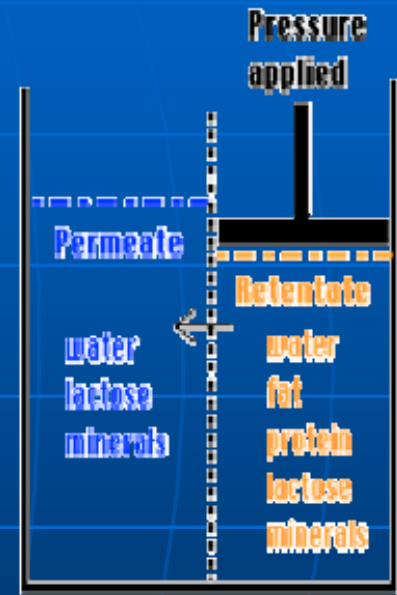 Pressure
applied
Permeate
water
lactose
minerals
Retentate
water
fat
protein
lactose
minerals